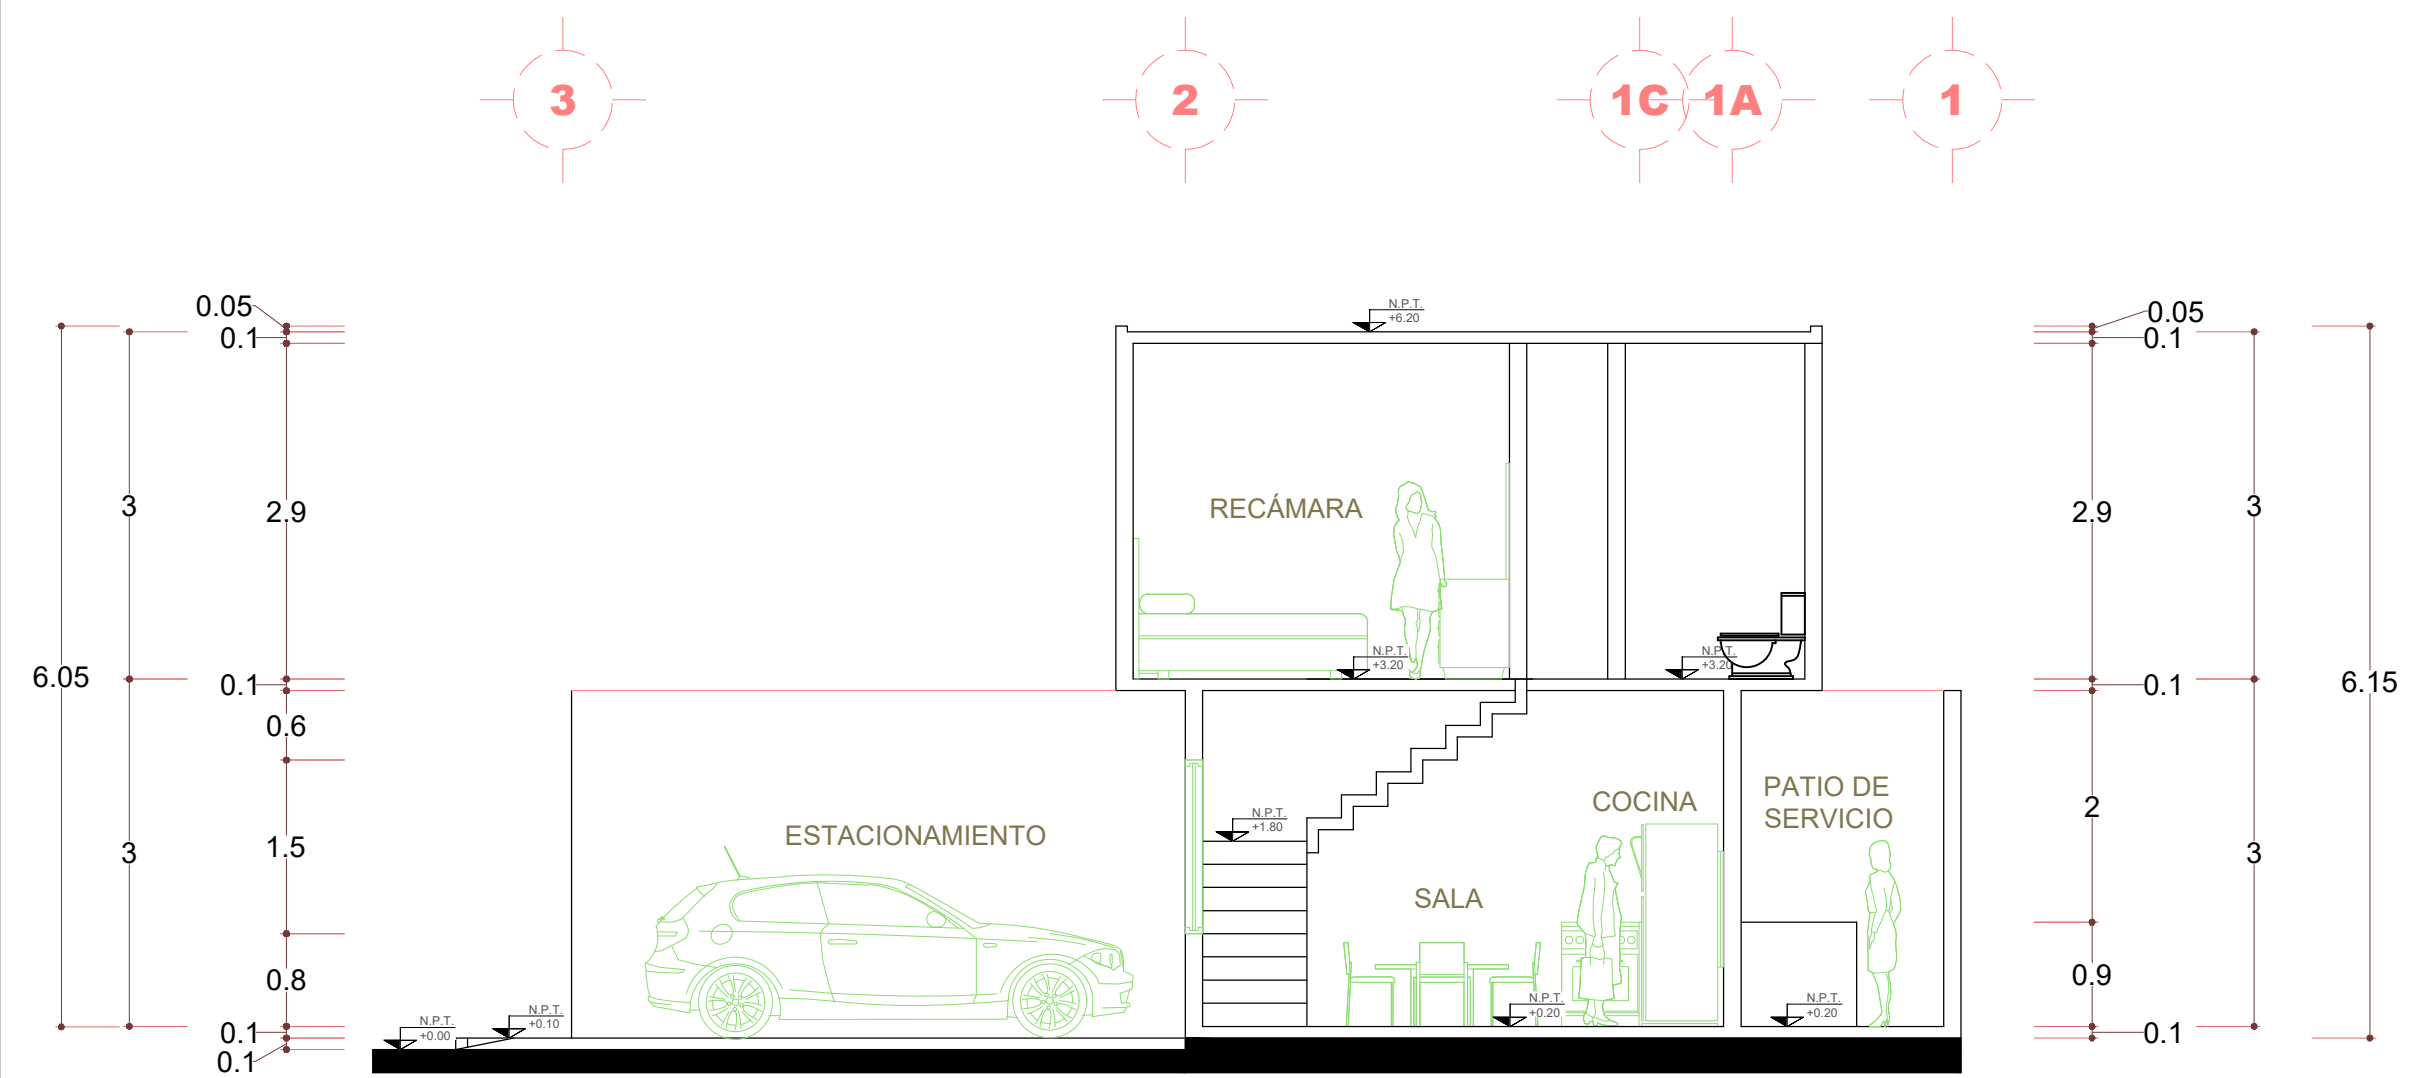 3
2
1C
1A
1
0.05
0.1
N.P.T.
+6.20
0.05
0.1
3
2.9
RECÁMARA
2.9
3
6.05
0.1
N.P.T.
+3.20
N.P.T.
+3.20
0.1
6.15
0.6
1.5
3
ESTACIONAMIENTO
N.P.T.
+1.80
COCINA
PATIO DE
SERVICIO
2
3
SALA
0.8
0.9
0.1
0.1
N.P.T.
+0.00
N.P.T.
+0.10
N.P.T.
+0.20
N.P.T.
+0.20
0.1